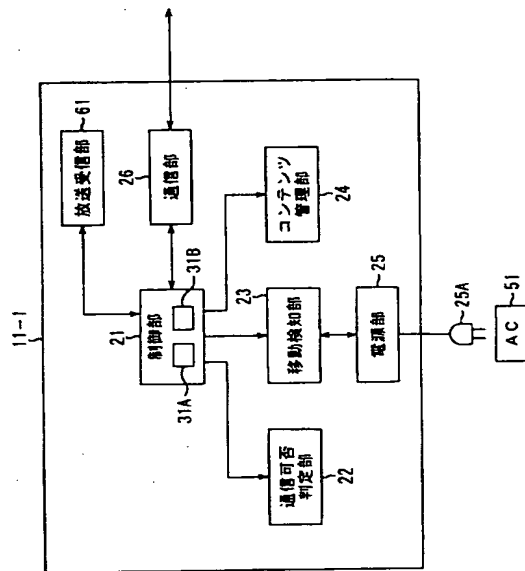 11-1
放送受信部
61
21
制御部
26
通信部
31A
31B
23
移動検知部
通信可否
判定部
22
コンテンツ
管理部
24
25
電源部
25A
51
AC